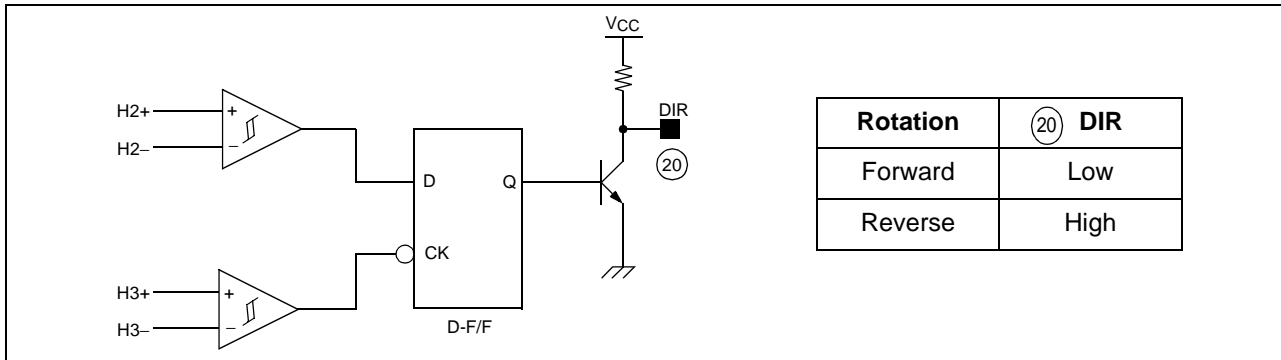 VCC
H2+
+
H2–
–
DIR
20
D
Q
CK
H3+
+
H3–
–
D-F/F
Rotation 20 DIR
Forward Low
Reverse High